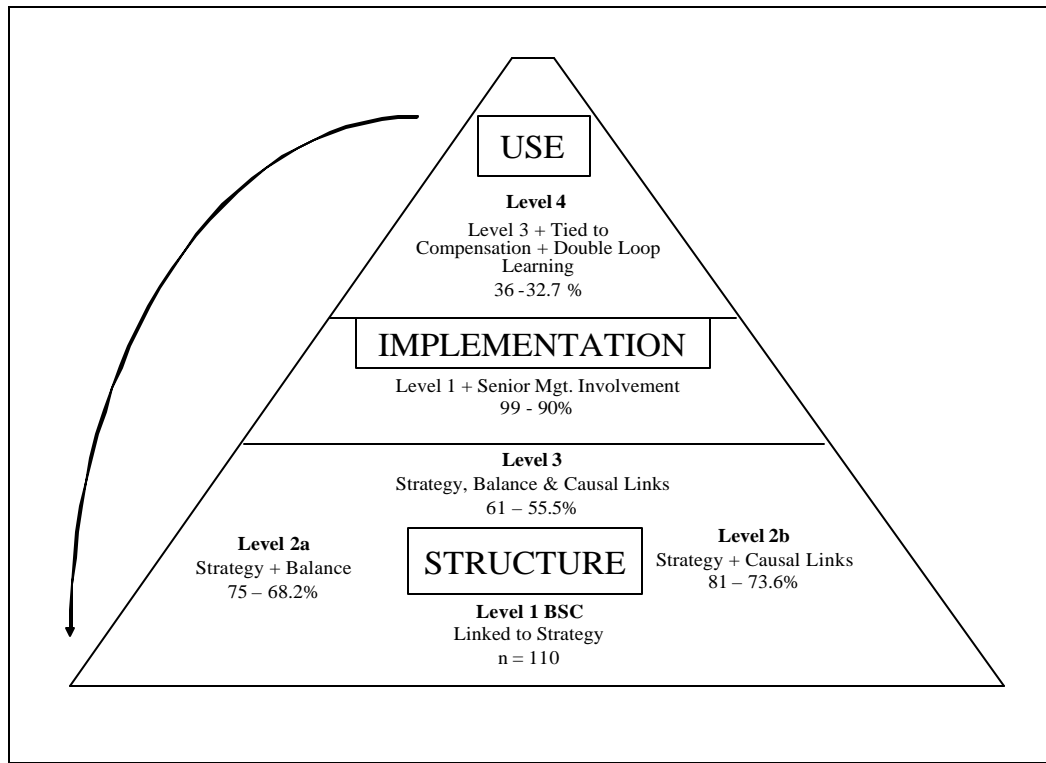 USE
Level 4
Level 3 + Tied to
Compensation + Double Loop
Learning
36 -32.7 %
IMPLEMENTATION
Level 1 + Senior Mgt. Involvement
99 - 90%
Level 3
Strategy, Balance & Causal Links
61 – 55.5%
Level 2a
Strategy + Balance
75 – 68.2%
STRUCTURE
Level 2b
Strategy + Causal Links
81 – 73.6%
Level 1 BSC
Linked to Strategy
n = 110